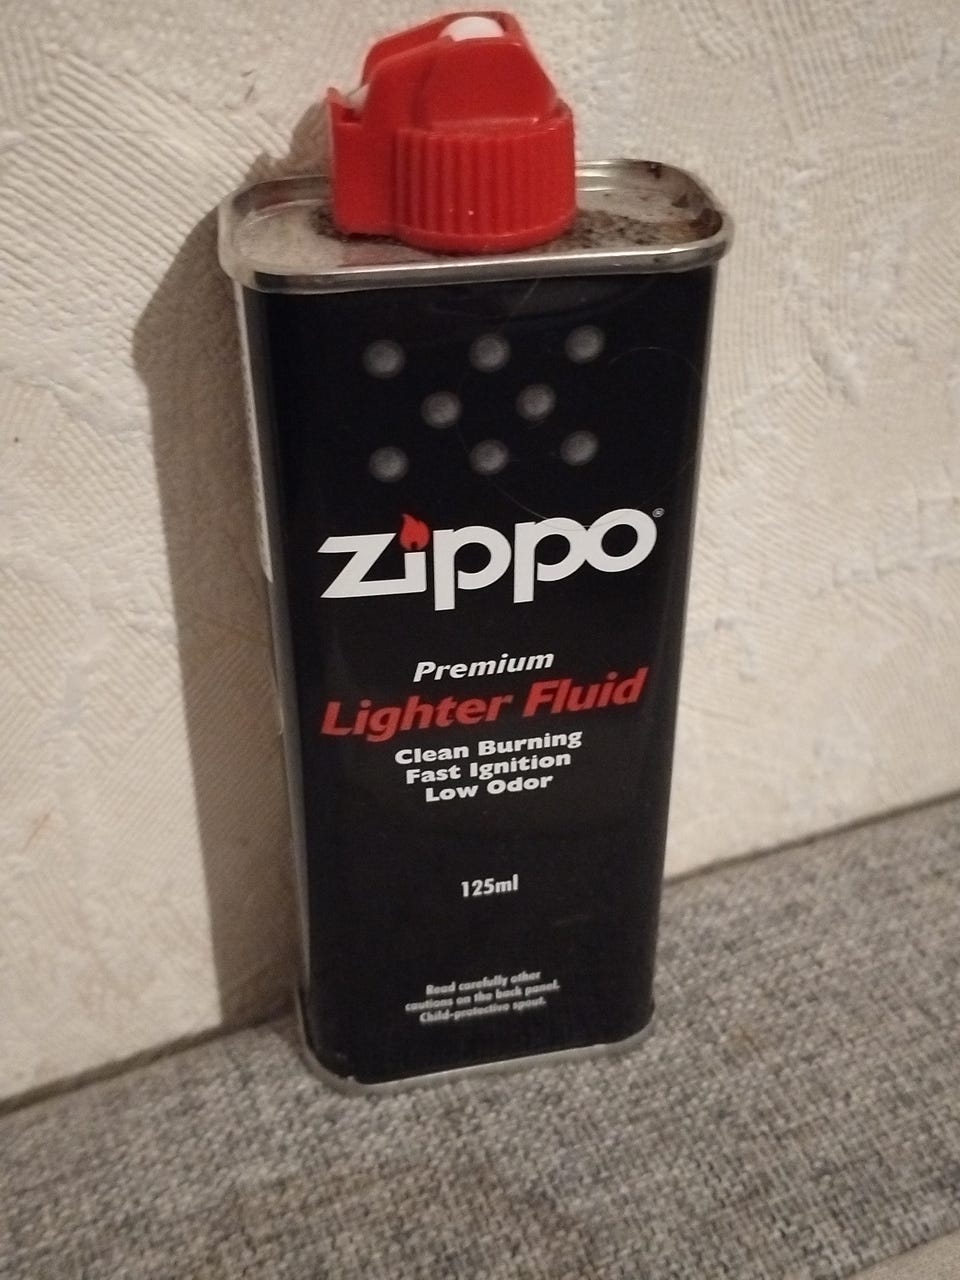 zippo®
Premium
Lighter Fluid
Clean Burning
Fast Ignition
Low Odor
125ml
Read carefully other
cautions on the back panel.
Child-protective spout.